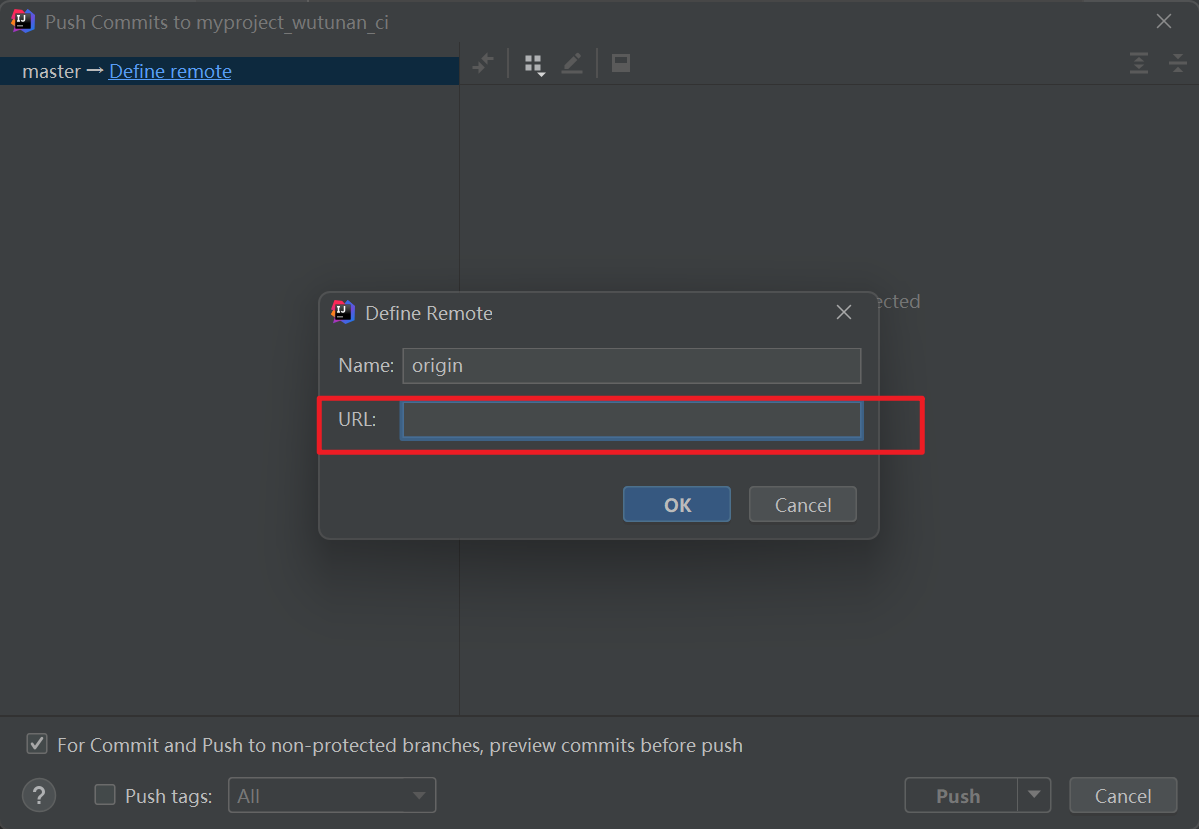 Push Commits to myproject_wutunan_ci
master → Define remote
Define Remote
Name: origin
URL:
OK Cancel
For Commit and Push to non-protected branches, preview commits before push
? Push tags: All Push Cancel